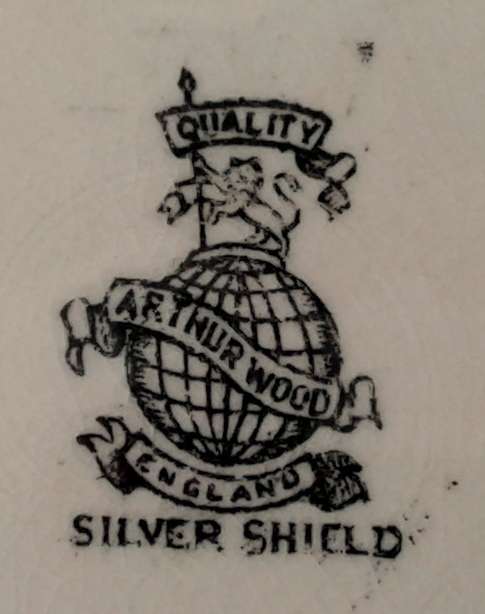 QUALITY
ARTHUR WOOD
ENGLAND
SILVER SHIELD